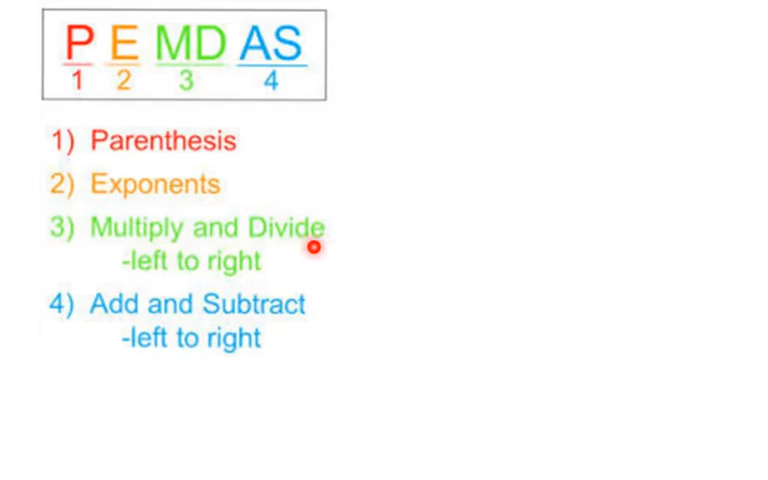 P E MD AS
1 2 3 4
1) Parenthesis
2) Exponents
3) Multiply and Divide
-left to right
4) Add and Subtract
-left to right